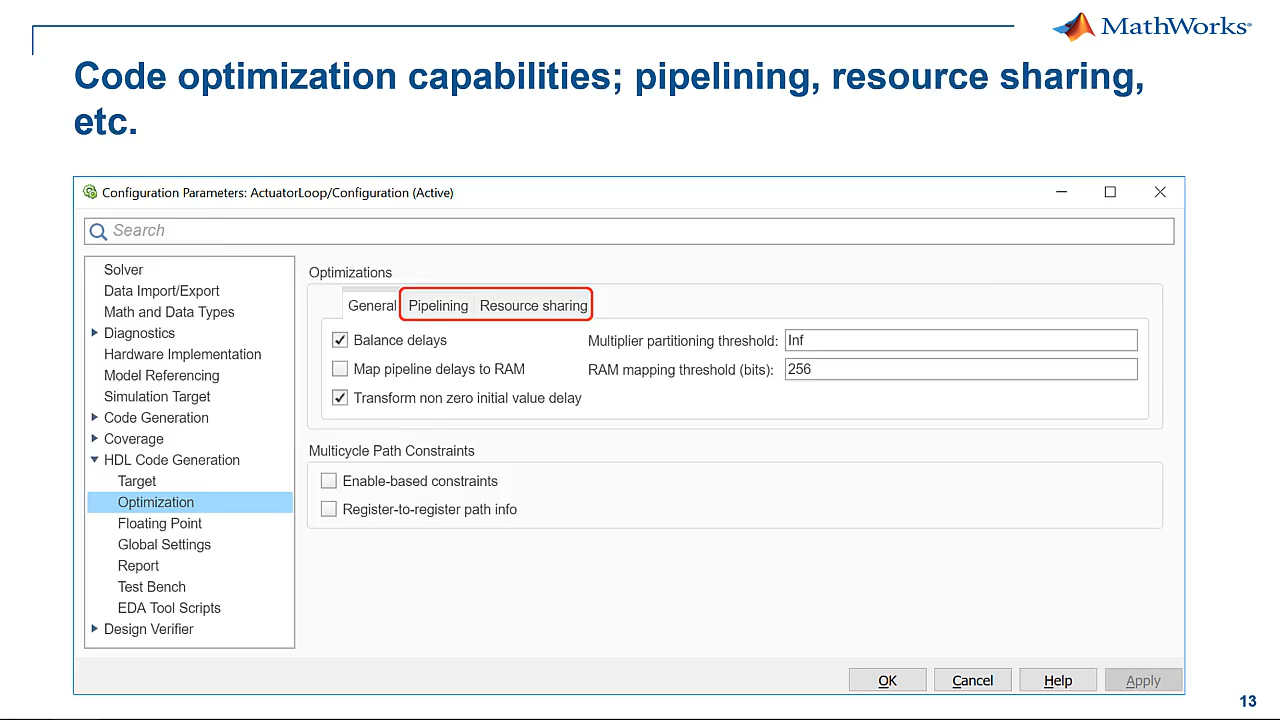 MathWorks®
Code optimization capabilities; pipelining, resource sharing,
etc.
Configuration Parameters: ActuatorLoop/Configuration (Active)
Search
Solver
Data Import/Export
Math and Data Types
Diagnostics
Hardware Implementation
Model Referencing
Simulation Target
Code Generation
Coverage
HDL Code Generation
Target
Optimization
Floating Point
Global Settings
Report
Test Bench
EDA Tool Scripts
Design Verifier
Optimizations
General Pipelining Resource sharing
Balance delays Multiplier partitioning threshold: Inf
Map pipeline delays to RAM RAM mapping threshold (bits): 256
Transform non zero initial value delay
Multicycle Path Constraints
Enable-based constraints
Register-to-register path info
OK Cancel Help Apply
13